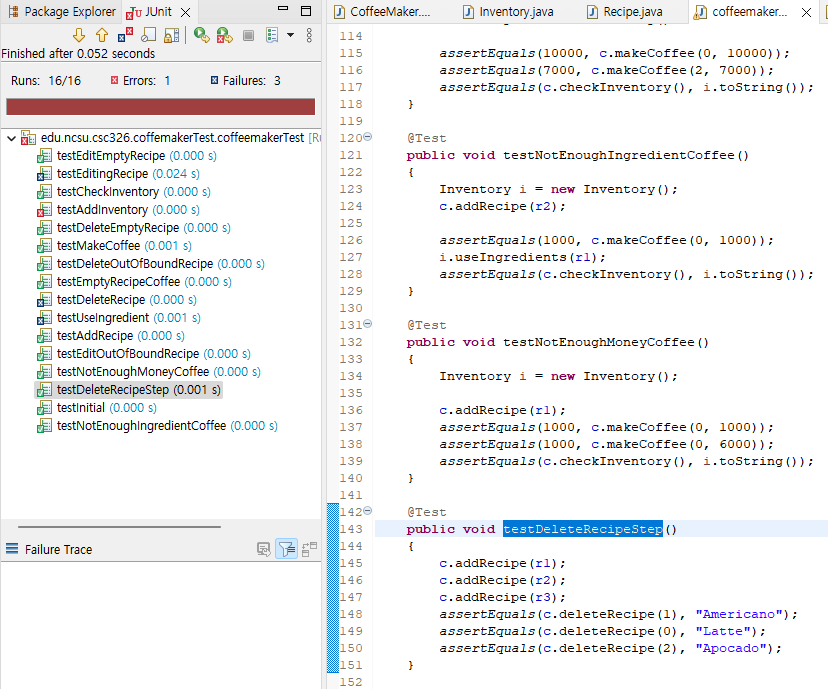 Package Explorer JUnit
Finished after 0.052 seconds
Runs: 16/16 Errors: 1 Failures: 3
edu.ncsu.csc326.coffemakerTest.coffeemakerTest [Ru
testEditEmptyRecipe (0.000 s)
testEditingRecipe (0.024 s)
testCheckInventory (0.000 s)
testAddInventory (0.000 s)
testDeleteEmptyRecipe (0.000 s)
testMakeCoffee (0.001 s)
testDeleteOutOfBoundRecipe (0.000 s)
testEmptyRecipeCoffee (0.000 s)
testDeleteRecipe (0.000 s)
testUseIngredient (0.001 s)
testAddRecipe (0.000 s)
testEditOutOfBoundRecipe (0.000 s)
testNotEnoughMoneyCoffee (0.000 s)
testDeleteRecipeStep (0.001 s)
testInitial (0.000 s)
testNotEnoughIngredientCoffee (0.000 s)
Failure Trace
CoffeeMaker.... Inventory.java Recipe.java coffeemaker...
114
115 assertEquals(10000, c.makeCoffee(0, 10000));
116 assertEquals(7000, c.makeCoffee(2, 7000));
117 assertEquals(c.checkInventory(), i.toString());
118 }
119
120 @Test
121 public void testNotEnoughIngredientCoffee()
122 {
123 Inventory i = new Inventory();
124 c.addRecipe(r2);
125
126 assertEquals(1000, c.makeCoffee(0, 1000));
127 i.useIngredients(r1);
128 assertEquals(c.checkInventory(), i.toString());
129 }
130
131 @Test
132 public void testNotEnoughMoneyCoffee()
133 {
134 Inventory i = new Inventory();
135
136 c.addRecipe(r1);
137 assertEquals(1000, c.makeCoffee(0, 1000));
138 assertEquals(1000, c.makeCoffee(0, 6000));
139 assertEquals(c.checkInventory(), i.toString());
140 }
141
142 @Test
143 public void testDeleteRecipeStep()
144 {
145 c.addRecipe(r1);
146 c.addRecipe(r2);
147 c.addRecipe(r3);
148 assertEquals(c.deleteRecipe(1), "Americano");
149 assertEquals(c.deleteRecipe(0), "Latte");
150 assertEquals(c.deleteRecipe(2), "Apocado");
151 }
152